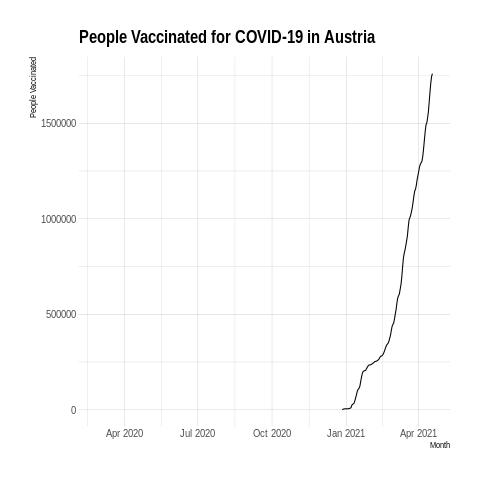 People Vaccinated for COVID-19 in Austria
People Vaccinated
1500000
1000000
500000
0
Apr 2020 Jul 2020 Oct 2020 Jan 2021 Apr 2021
Month